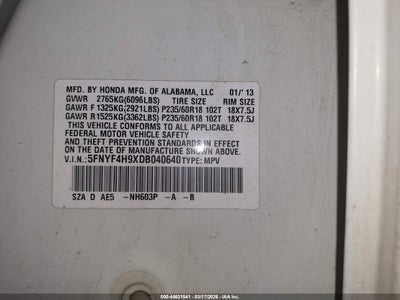 MFD. BY HONDA MFG. OF ALABAMA, LLC 01/'13
GVWR 2765KG(6096LBS) TIRE SIZE RIM SIZE
GAWR F 1325KG(2921LBS) P235/60R18 102T 18X7.5J
GAWR R 1525KG(3362LBS) P235/60R18 102T 18X7.5J
THIS VEHICLE CONFORMS TO ALL APPLICABLE
FEDERAL MOTOR VEHICLE SAFETY
AND THEFT PREVENTION STANDARDS IN EFFECT
ON THE DATE OF MANUFACTURE SHOWN ABOVE.
V.I.N.: 5FNYF4H9XDB040640 TYPE: MPV
SZA D AE5 -NH603P -A -B
000-44631541 - 03/17/2026 - IAA, Inc.